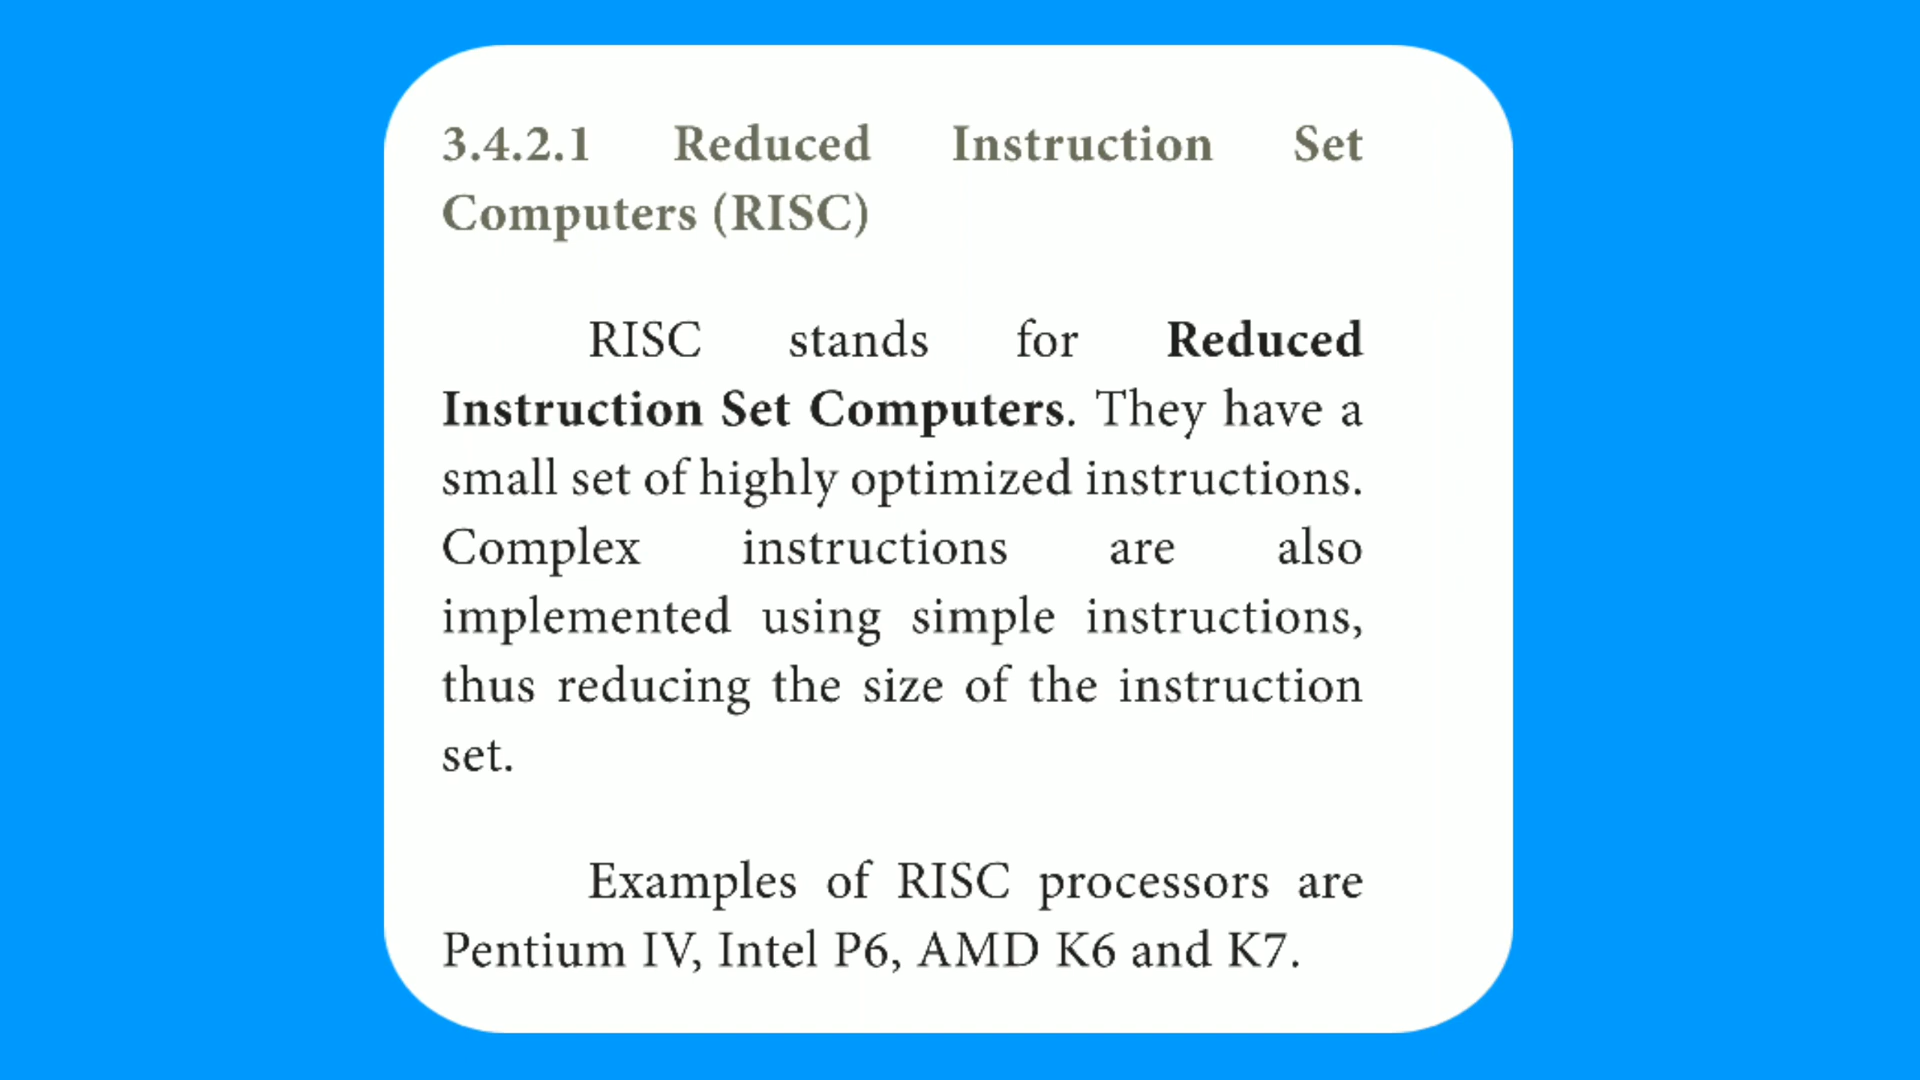 3.4.2.1 Reduced Instruction Set
Computers (RISC)
RISC stands for Reduced
Instruction Set Computers. They have a
small set of highly optimized instructions.
Complex instructions are also
implemented using simple instructions,
thus reducing the size of the instruction
set.
Examples of RISC processors are
Pentium IV, Intel P6, AMD K6 and K7.